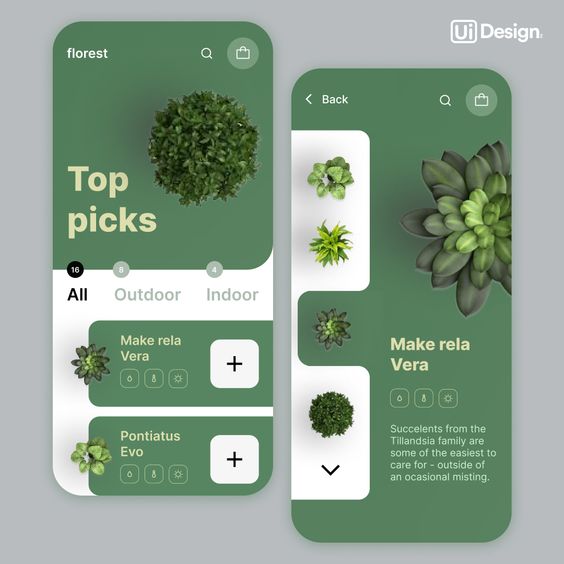 Ui Design
florest
Top
picks
16
8
4
All
Outdoor
Indoor
Make rela
Vera
Pontiatus
Evo
Back
Make rela
Vera
Succelents from the
Tillandsia family are
some of the easiest to
care for - outside of
an ocasional misting.